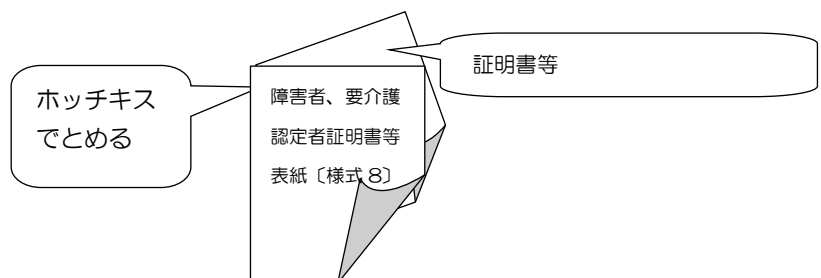 証明書等
ホッチキス
でとめる
障害者、要介護
認定者証明書等
表紙〔様式 8〕